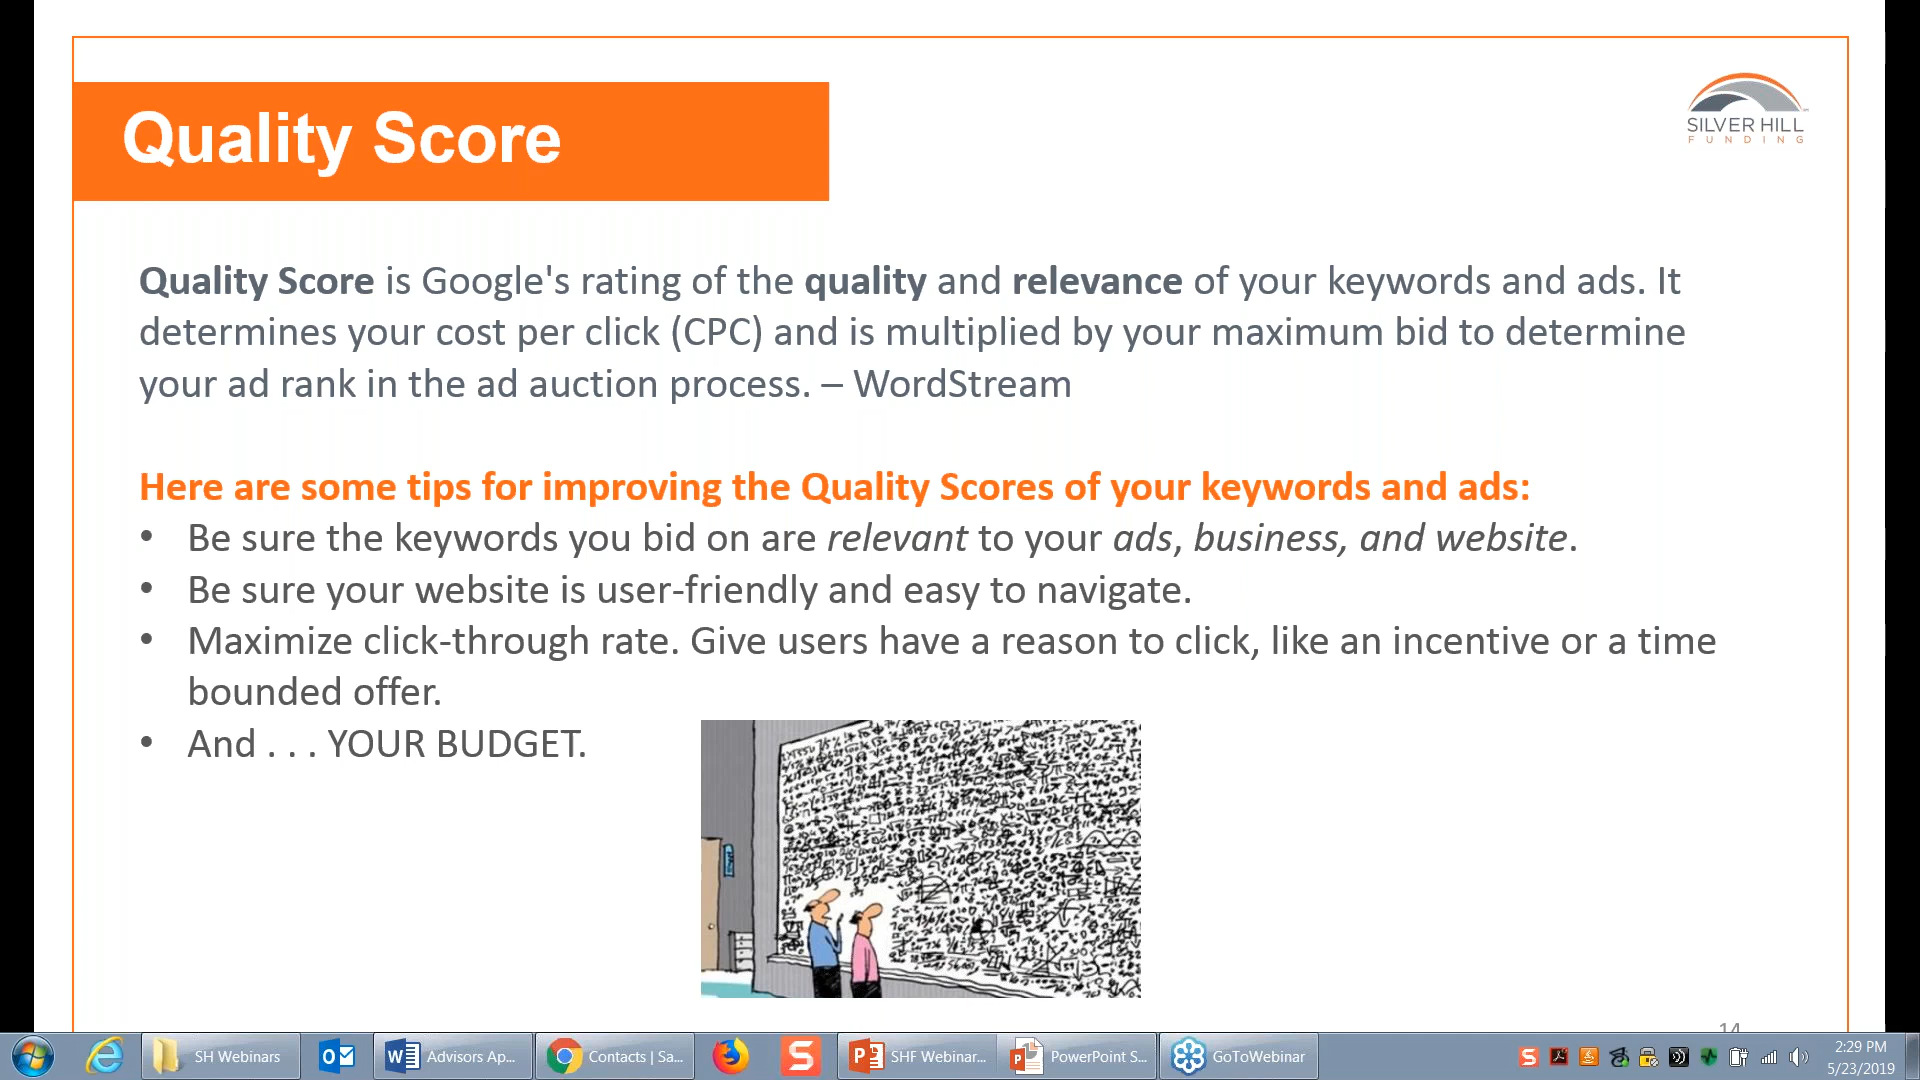 Quality Score
SILVER HILL
FUNDING
Quality Score is Google's rating of the quality and relevance of your keywords and ads. It
determines your cost per click (CPC) and is multiplied by your maximum bid to determine
your ad rank in the ad auction process. – WordStream
Here are some tips for improving the Quality Scores of your keywords and ads:
• Be sure the keywords you bid on are relevant to your ads, business, and website.
• Be sure your website is user-friendly and easy to navigate.
• Maximize click-through rate. Give users have a reason to click, like an incentive or a time
bounded offer.
• And . . . YOUR BUDGET.
14
SH Webinars
Advisors Ap...
Contacts | Sa...
SHF Webinar...
PowerPoint S...
GoToWebinar
2:29 PM
5/23/2019